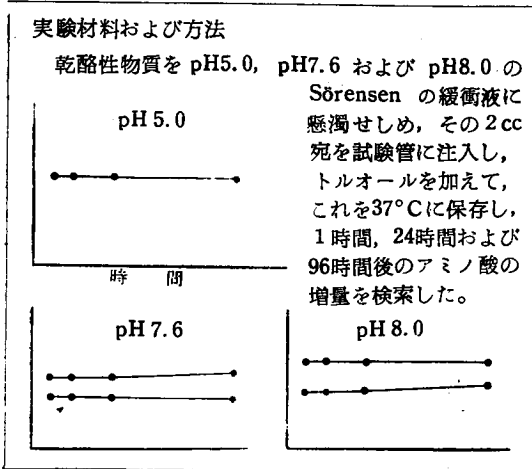 実験材料および方法
乾酪性物質を pH5.0, pH7.6 および pH8.0 の
Sörensen の緩衝液に
懸濁せしめ，その2cc
宛を試験管に注入し，
トルオールを加えて，
これを37°Cに保存し，
1時間，24時間および
96時間後のアミノ酸の
増量を検索した。
pH 5.0
時 間
pH 7.6
pH 8.0